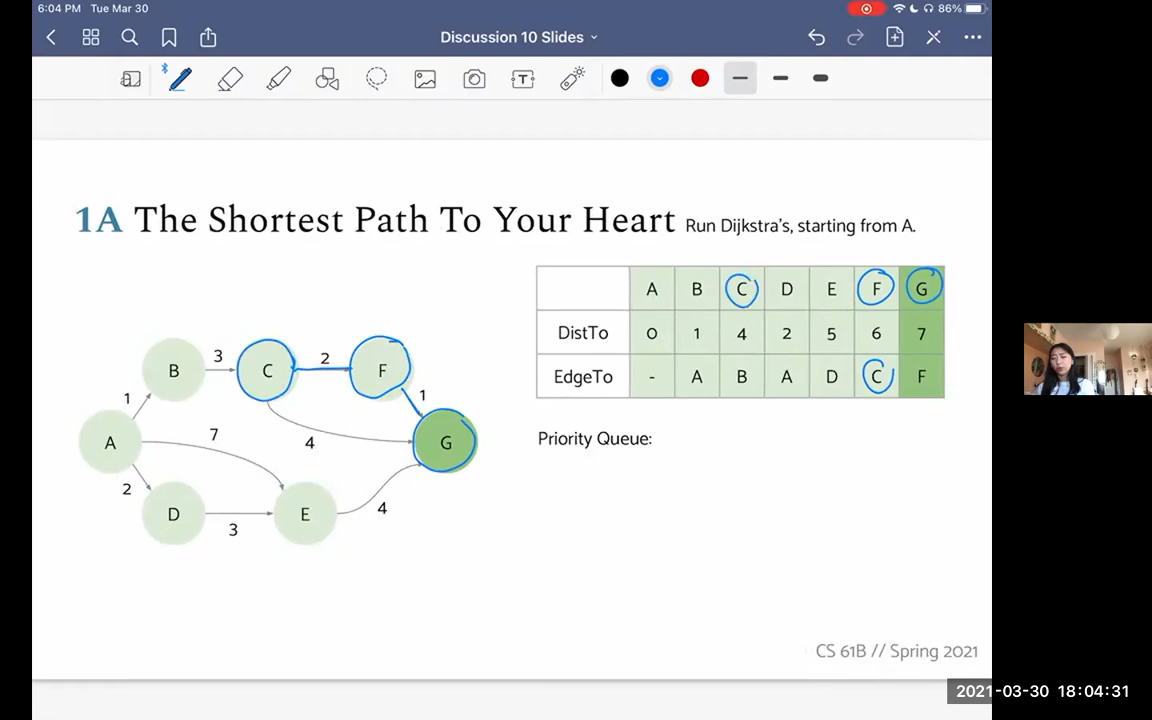 6:04 PM Tue Mar 30
86%
Discussion 10 Slides
T
1A The Shortest Path To Your Heart Run Dijkstra's, starting from A.
A B C D E F G
DistTo 0 1 4 2 5 6 7
EdgeTo - A B A D C F
Priority Queue:
B 3 C 2 F
1 1
A 7 4 G
2
D 3 E 4
CS 61B // Spring 2021
2021-03-30 18:04:31